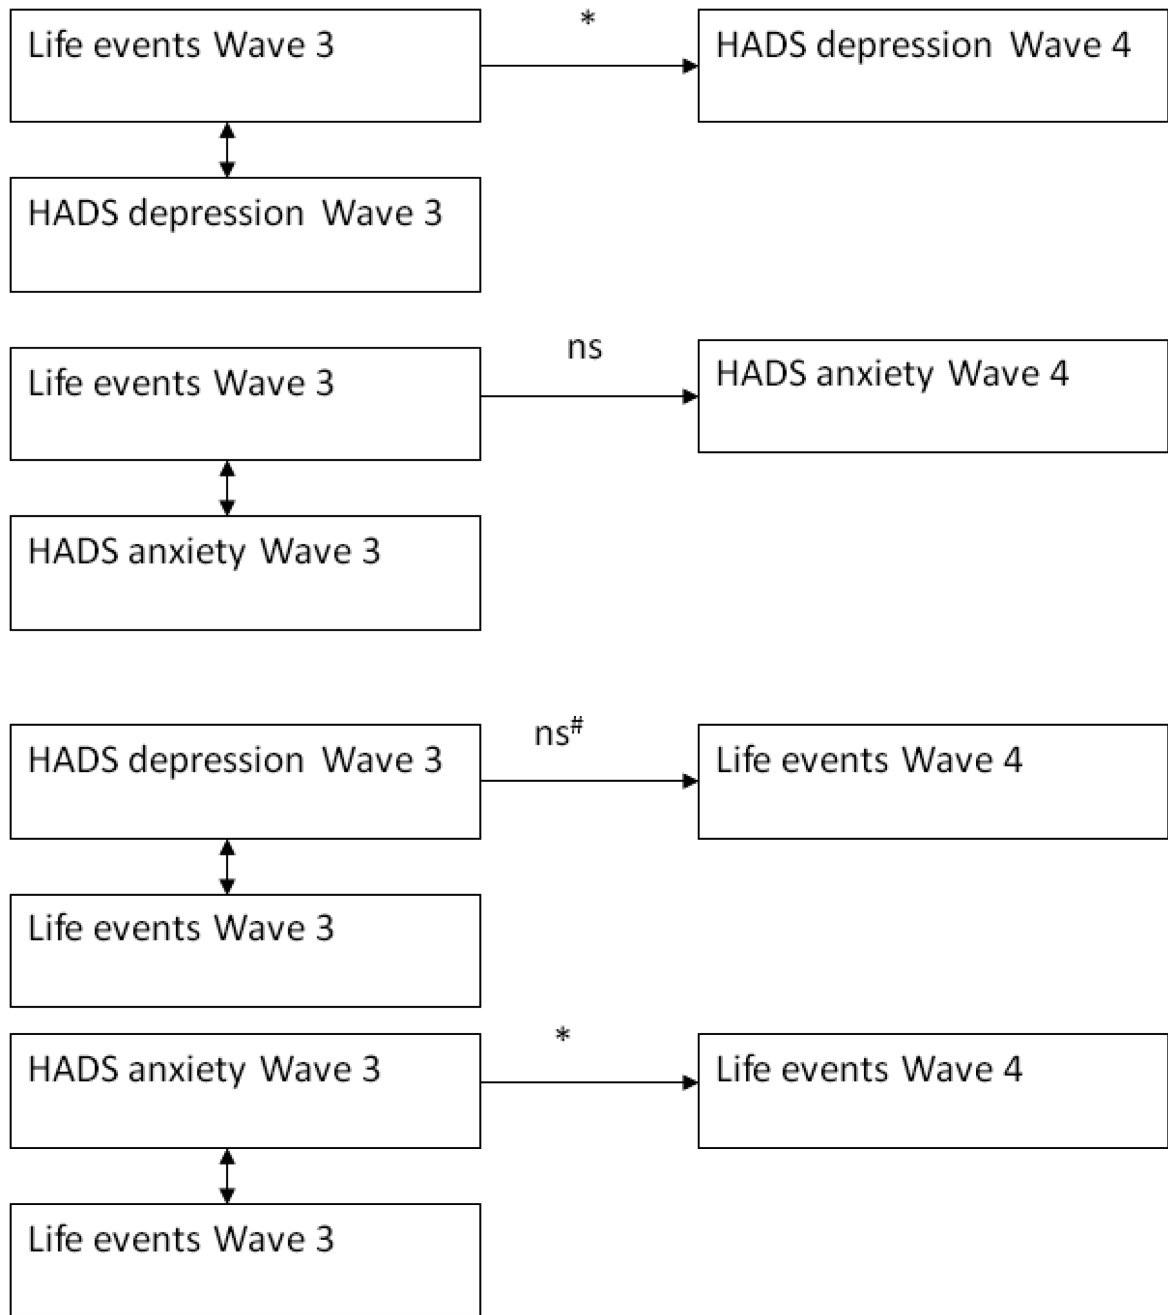 *
Life events Wave 3
HADS depression Wave 4
HADS depression Wave 3
ns
Life events Wave 3
HADS anxiety Wave 4
HADS anxiety Wave 3
ns#
HADS depression Wave 3
Life events Wave 4
Life events Wave 3
*
HADS anxiety Wave 3
Life events Wave 4
Life events Wave 3